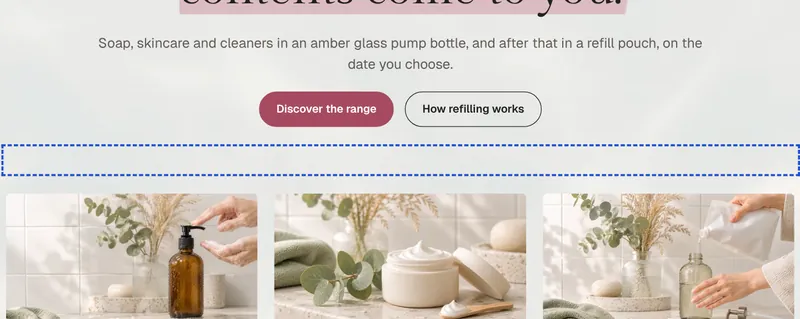 contents come to you.
Soap, skincare and cleaners in an amber glass pump bottle, and after that in a refill pouch, on the
date you choose.
Discover the range
How refilling works